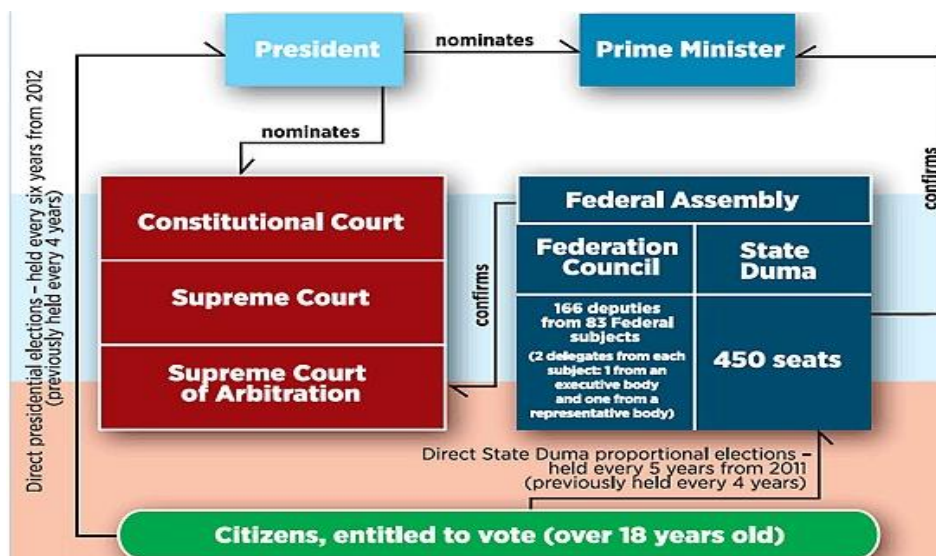 President
nominates
Prime Minister
nominates
Direct presidential elections – held every six years from 2012
(previously held every 4 years)
Constitutional Court
Supreme Court
Supreme Court
of Arbitration
confirms
Federal Assembly
Federation
Council
166 deputies
from 83 Federal
subjects
(2 delegates from each
subject: 1 from an
executive body
and one from a
representative body)
State
Duma
450 seats
confirms
Direct State Duma proportional elections –
held every 5 years from 2011
(previously held every 4 years)
Citizens, entitled to vote (over 18 years old)